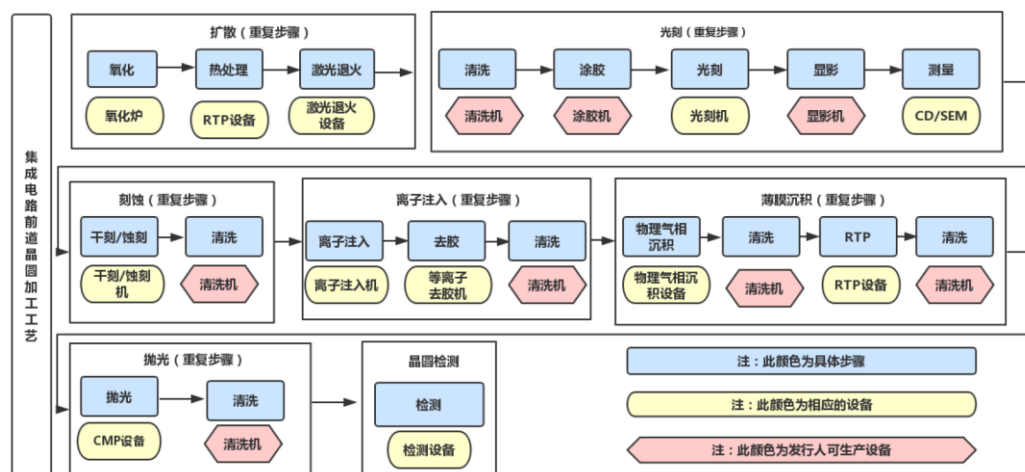 集成电路前道晶圆加工工艺
扩散（重复步骤）
氧化
热处理
激光退火
氧化炉
RTP设备
激光退火
设备
光刻（重复步骤）
清洗
涂胶
光刻
显影
测量
清洗机
涂胶机
光刻机
显影机
CD/SEM
刻蚀（重复步骤）
干刻/蚀刻
清洗
干刻/蚀刻
机
清洗机
离子注入（重复步骤）
离子注入
去胶
清洗
离子注入机
等离子
去胶机
清洗机
薄膜沉积（重复步骤）
物理气相
沉积
清洗
RTP
清洗
物理气相沉
积设备
清洗机
RTP设备
清洗机
抛光（重复步骤）
抛光
清洗
CMP设备
清洗机
晶圆检测
检测
检测设备
注：此颜色为具体步骤
注：此颜色为相应的设备
注：此颜色为发行人可生产设备